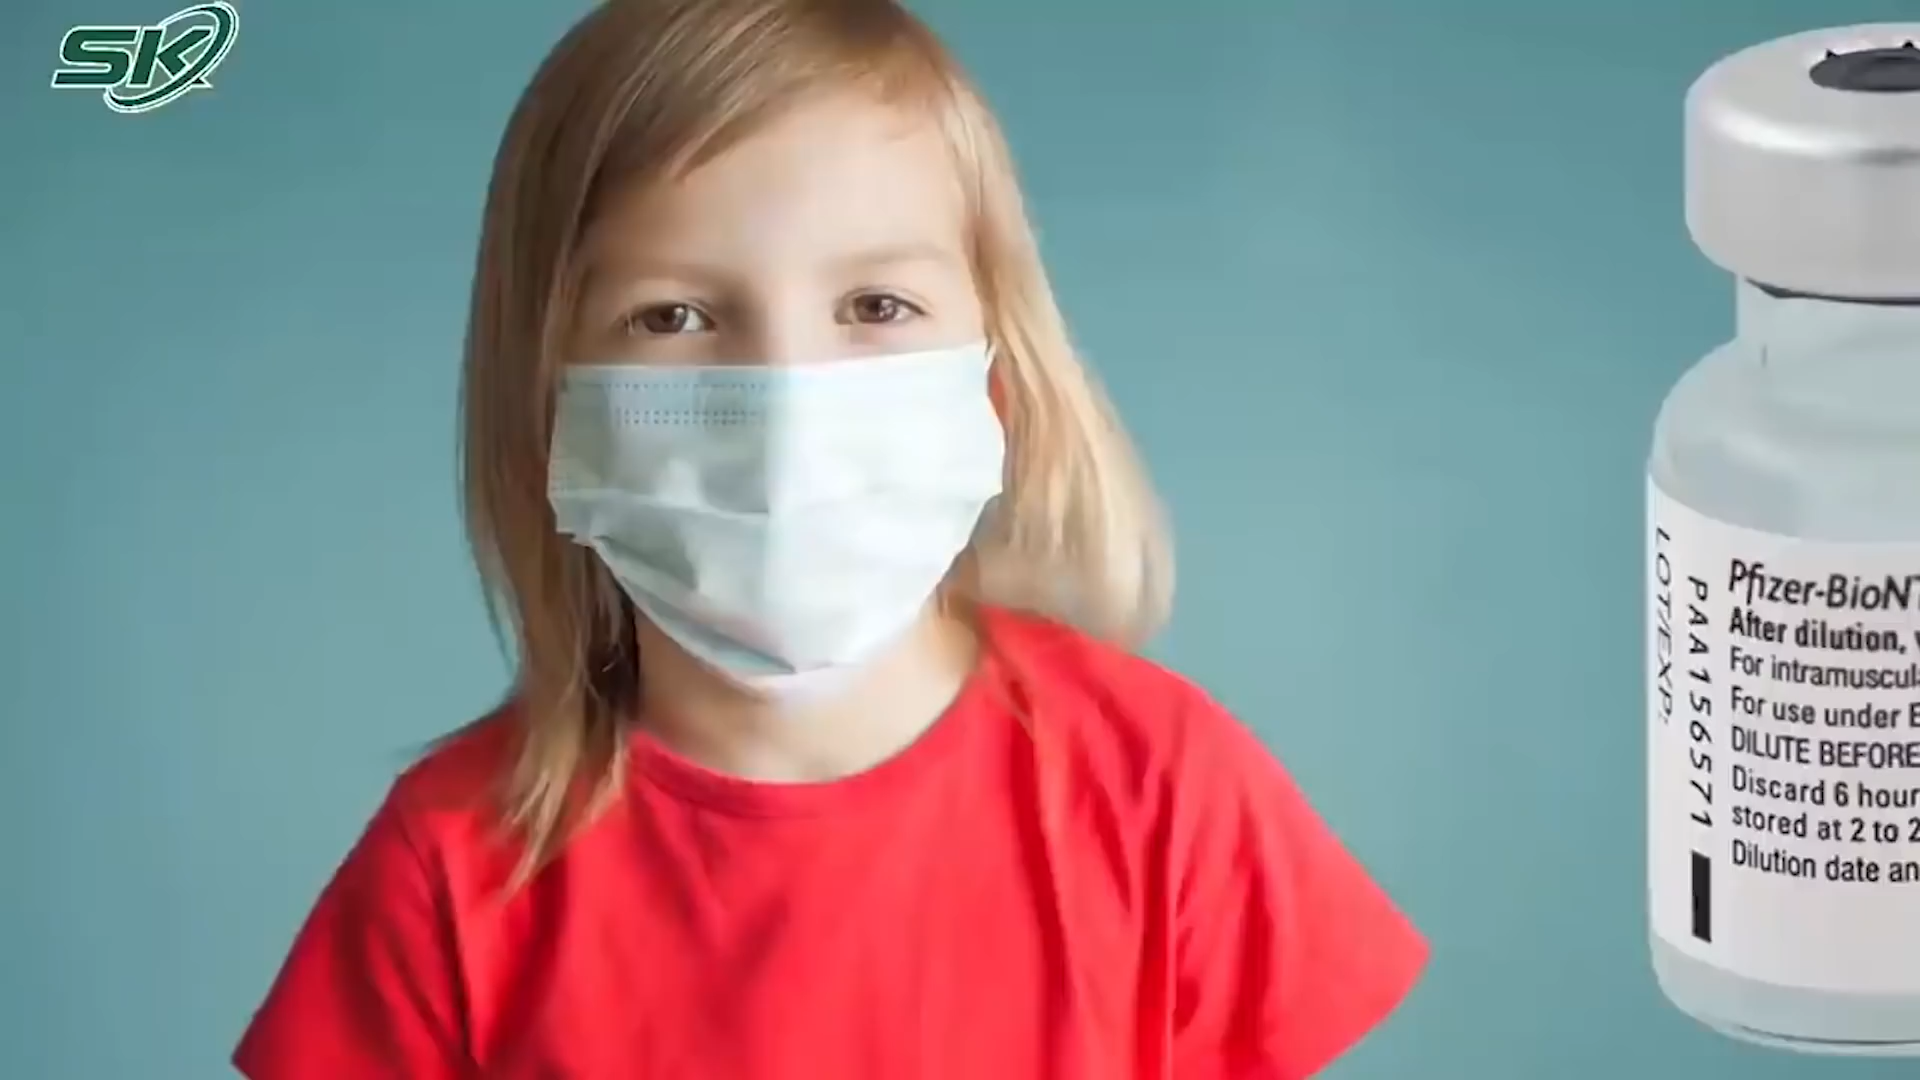 SK
LOT/EXP:
PAA156571
Pfizer-BioN
After dilution,
For intramuscul
For use under E
DILUTE BEFORE
Discard 6 hour
stored at 2 to 2
Dilution date an